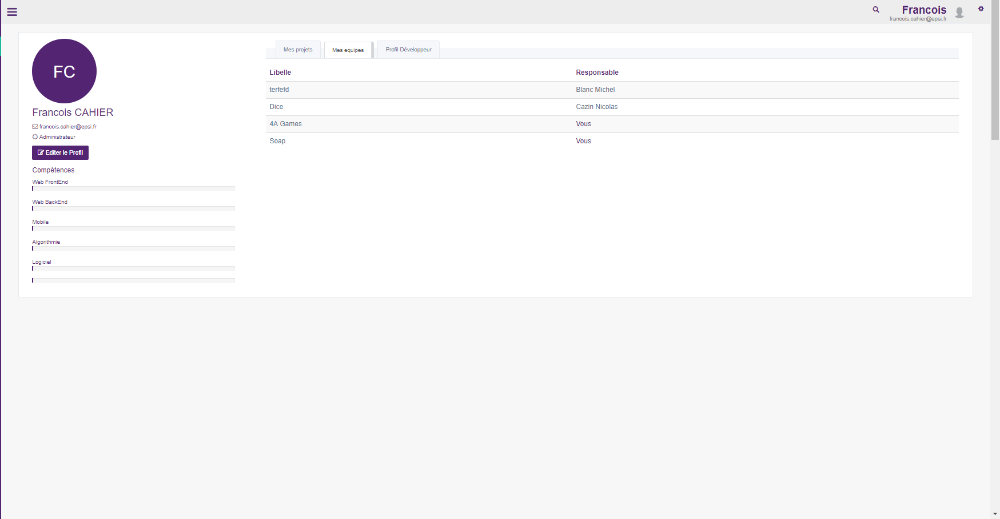 Francois
francois.cahier@epsi.fr
FC
Francois CAHIER
francois.cahier@epsi.fr
Administrateur
Editer le Profil
Compétences
Web FrontEnd
Web BackEnd
Mobile
Algorithmie
Logiciel
Mes projets
Mes equipes
Profil Développeur
Libelle Responsable
terfefd Blanc Michel
Dice Cazin Nicolas
4A Games Vous
Soap Vous